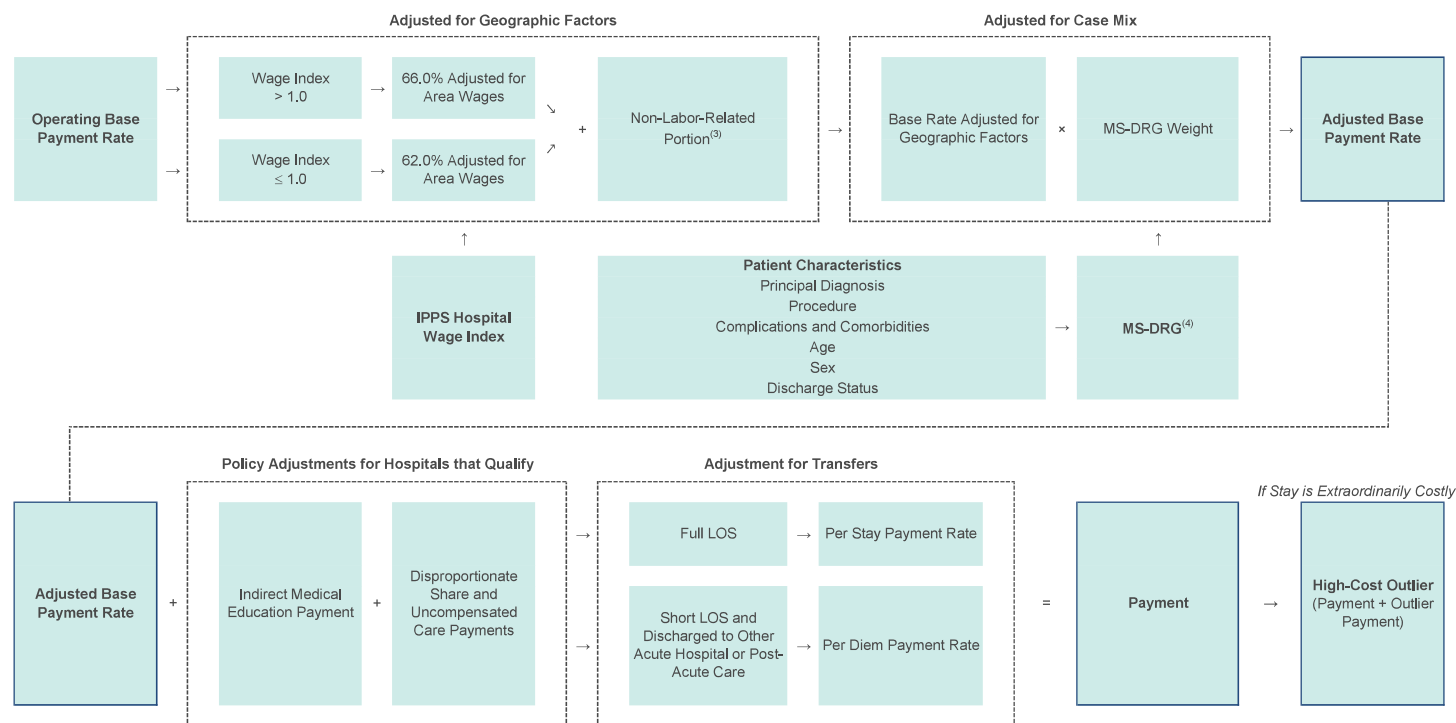 Adjusted for Geographic Factors
Adjusted for Case Mix
Operating Base
Payment Rate
→
→
Wage Index
> 1.0
→
66.0% Adjusted for
Area Wages
↘
Wage Index
≤ 1.0
→
62.0% Adjusted for
Area Wages
↗
+
Non-Labor-Related
Portion(3)
→
Base Rate Adjusted for
Geographic Factors
×
MS-DRG Weight
→
Adjusted Base
Payment Rate
↑
↑
IPPS Hospital
Wage Index
Patient Characteristics
Principal Diagnosis
Procedure
Complications and Comorbidities
Age
Sex
Discharge Status
→
MS-DRG(4)
Policy Adjustments for Hospitals that Qualify
Adjustment for Transfers
If Stay is Extraordinarily Costly
Adjusted Base
Payment Rate
+
Indirect Medical
Education Payment
+
Disproportionate
Share and
Uncompensated
Care Payments
→
→
Full LOS
→
Per Stay Payment Rate
Short LOS and
Discharged to Other
Acute Hospital or Post-
Acute Care
→
Per Diem Payment Rate
=
Payment
→
High-Cost Outlier
(Payment + Outlier
Payment)